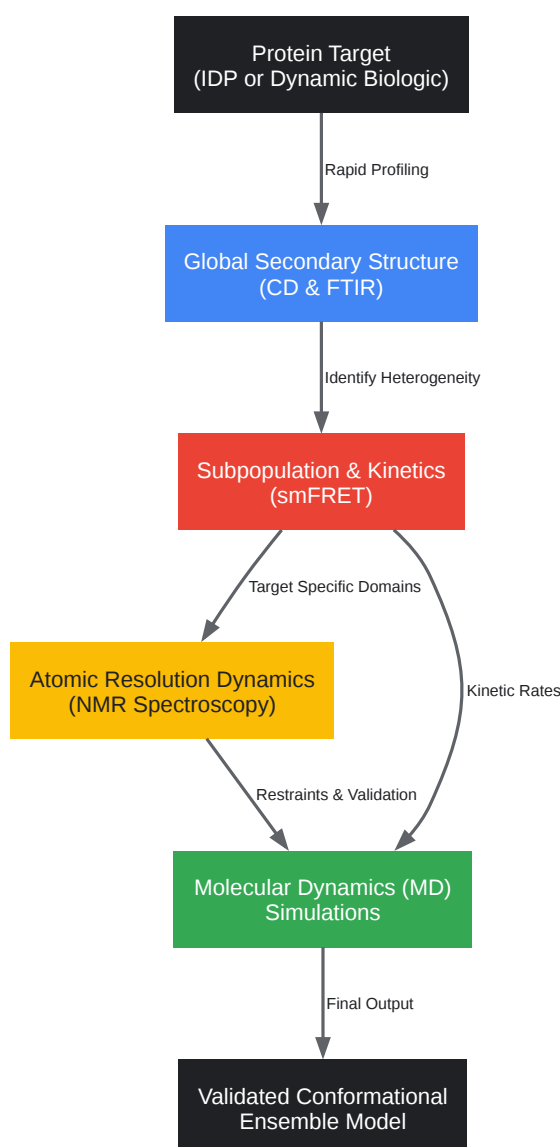 Protein Target
(IDP or Dynamic Biologic)
Rapid Profiling
Global Secondary Structure
(CD & FTIR)
Identify Heterogeneity
Subpopulation & Kinetics
(smFRET)
Target Specific Domains
Atomic Resolution Dynamics
(NMR Spectroscopy)
Kinetic Rates
Restraints & Validation
Molecular Dynamics (MD)
Simulations
Final Output
Validated Conformational
Ensemble Model